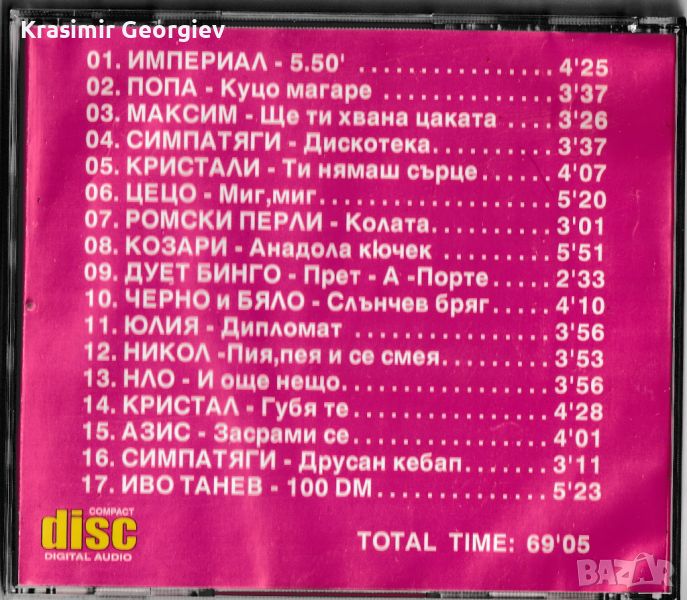 Krasimir Georgiev
01. ИМПЕРИАЛ - 5.50' ................. 4'25
02. ПОПА - Куцо магаре ............... 3'37
03. МАКСИМ - Ще ти хвана цаката .... 3'26
04. СИМПАТЯГИ - Дискотека.......... 3'37
05. КРИСТАЛИ - Ти нямаш сърце..... 4'07
06. ЦЕЦО - Миг,миг.................... 5'20
07. РОМСКИ ПЕРЛИ - Колата.......... 3'01
08. КОЗАРИ - Анадола кючек ......... 5'51
09. ДУЕТ БИНГО - Прет - А -Порте.... 2'33
10. ЧЕРНО и БЯЛО - Слънчев бряг.... 4'10
11. ЮЛИЯ - Дипломат ................ 3'56
12. НИКОЛ -Пия,пея и се смея........ 3'53
13. НЛО - И още нещо................. 3'56
14. КРИСТАЛ - Губя те................ 4'28
15. АЗИС - Засрами се................ 4'01
16. СИМПАТЯГИ - Друсан кебап...... 3'11
17. ИВО ТАНЕВ - 100 DM.............. 5'23
COMPACT
disc
DIGITAL AUDIO
TOTAL TIME: 69'05
BAZAR